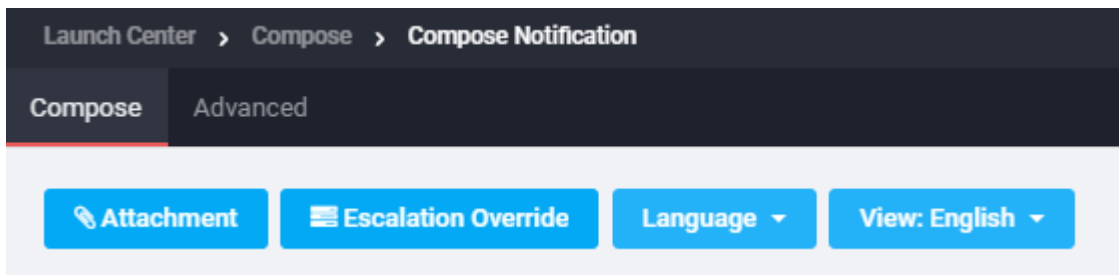 Launch Center > Compose > Compose Notification
Compose Advanced
Attachment Escalation Override Language View: English